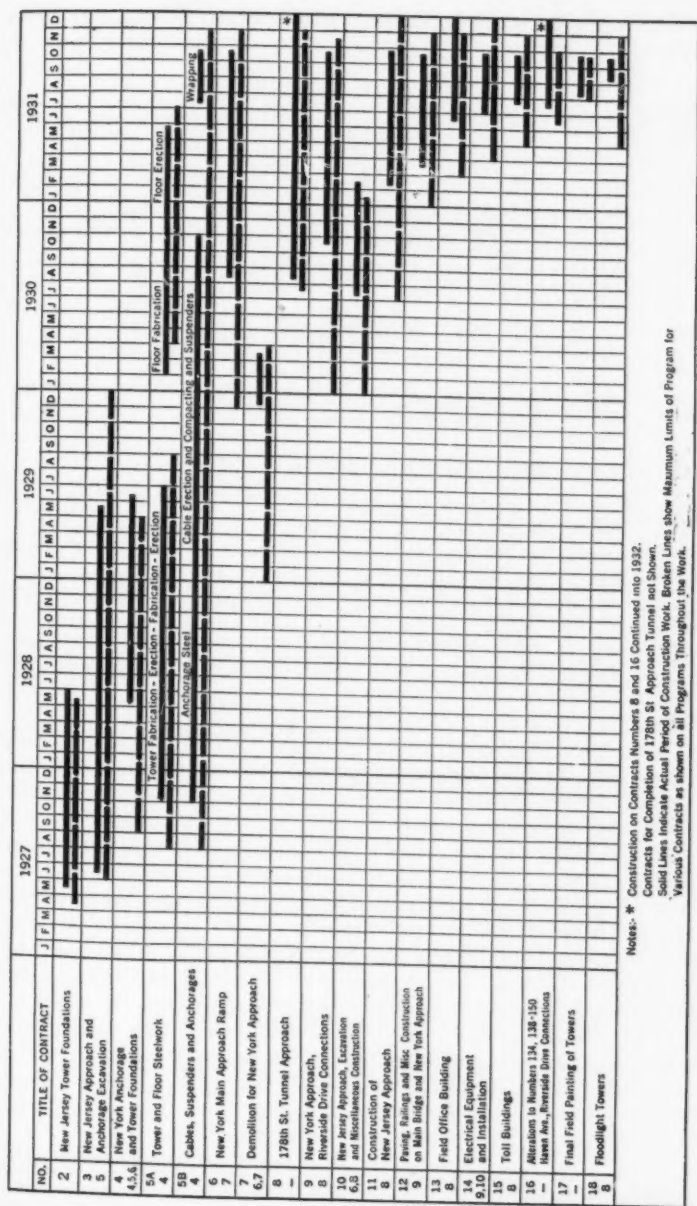 1927 1928 1929 1930 1931
NO. TITLE OF CONTRACT J F M A M J J A S O N D J F M A M J J A S O N D J F M A M J J A S O N D J F M A M J J A S O N D J F M A M J J A S O N D
2 New Jersey Tower Foundations
3 New Jersey Approach and
5 Anchorage Excavation
4 New York Anchorage
4,5,6 and Tower Foundations
5A Tower and Floor Steelwork
4
Tower Fabrication - Erection - Fabrication - Erection
Floor Fabrication
Floor Erection
5B Cables, Suspenders and Anchorages
4
Anchorage Steel
Cable Erection and Compacting and Suspenders
Wrapping
6 New York Main Approach Ramp
7
7 Demolition for New York Approach
6,7
8 178th St. Tunnel Approach
– *
9 New York Approach,
8 Riverside Drive Connections
10 New Jersey Approach, Excavation
6,8 and Miscellaneous Construction
11 Construction of
8 New Jersey Approach
12 Paving, Railings and Misc Construction
9 on Main Bridge and New York Approach
13 Field Office Building
8
14 Electrical Equipment
9,10 and Installation
15 Toll Buildings
8
16 Alterations to Numbers 134, 138-150
– Haven Ave., Riverside Drive Connections *
17 Final Field Painting of Towers
–
18 Floodlight Towers
8
Notes:- * Construction on Contracts Numbers 8 and 16 Continued into 1932.
Contracts for Completion of 178th St Approach Tunnel not Shown.
Solid Lines Indicate Actual Period of Construction Work. Broken Lines show Maximum Limits of Program for
Various Contracts as shown on all Programs Throughout the Work.